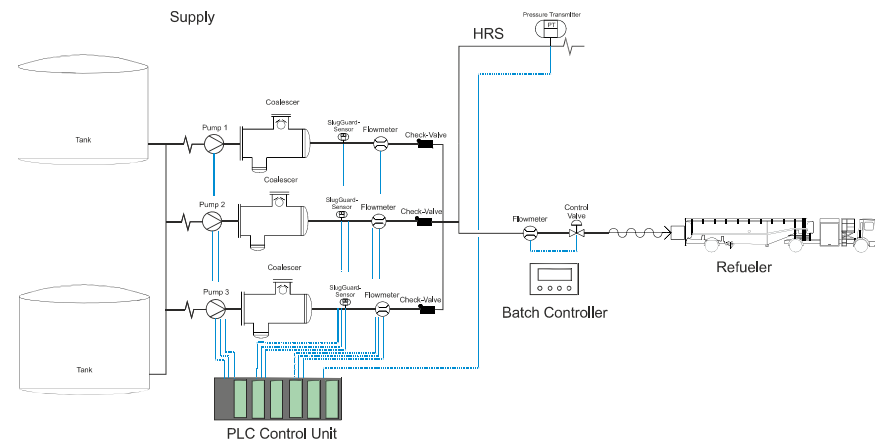 Supply
Pressure Transmitter
PT
HRS
Tank
Pump 1
Coalescer
SlugGuard-
Sensor
Flowmeter
Check-Valve
Pump 2
Coalescer
SlugGuard-
Sensor
Flowmeter
Check-Valve
Flowmeter
Control
Valve
Refueler
Pump 3
Coalescer
SlugGuard-
Sensor
Flowmeter
Check-Valve
Batch Controller
Tank
PLC Control Unit